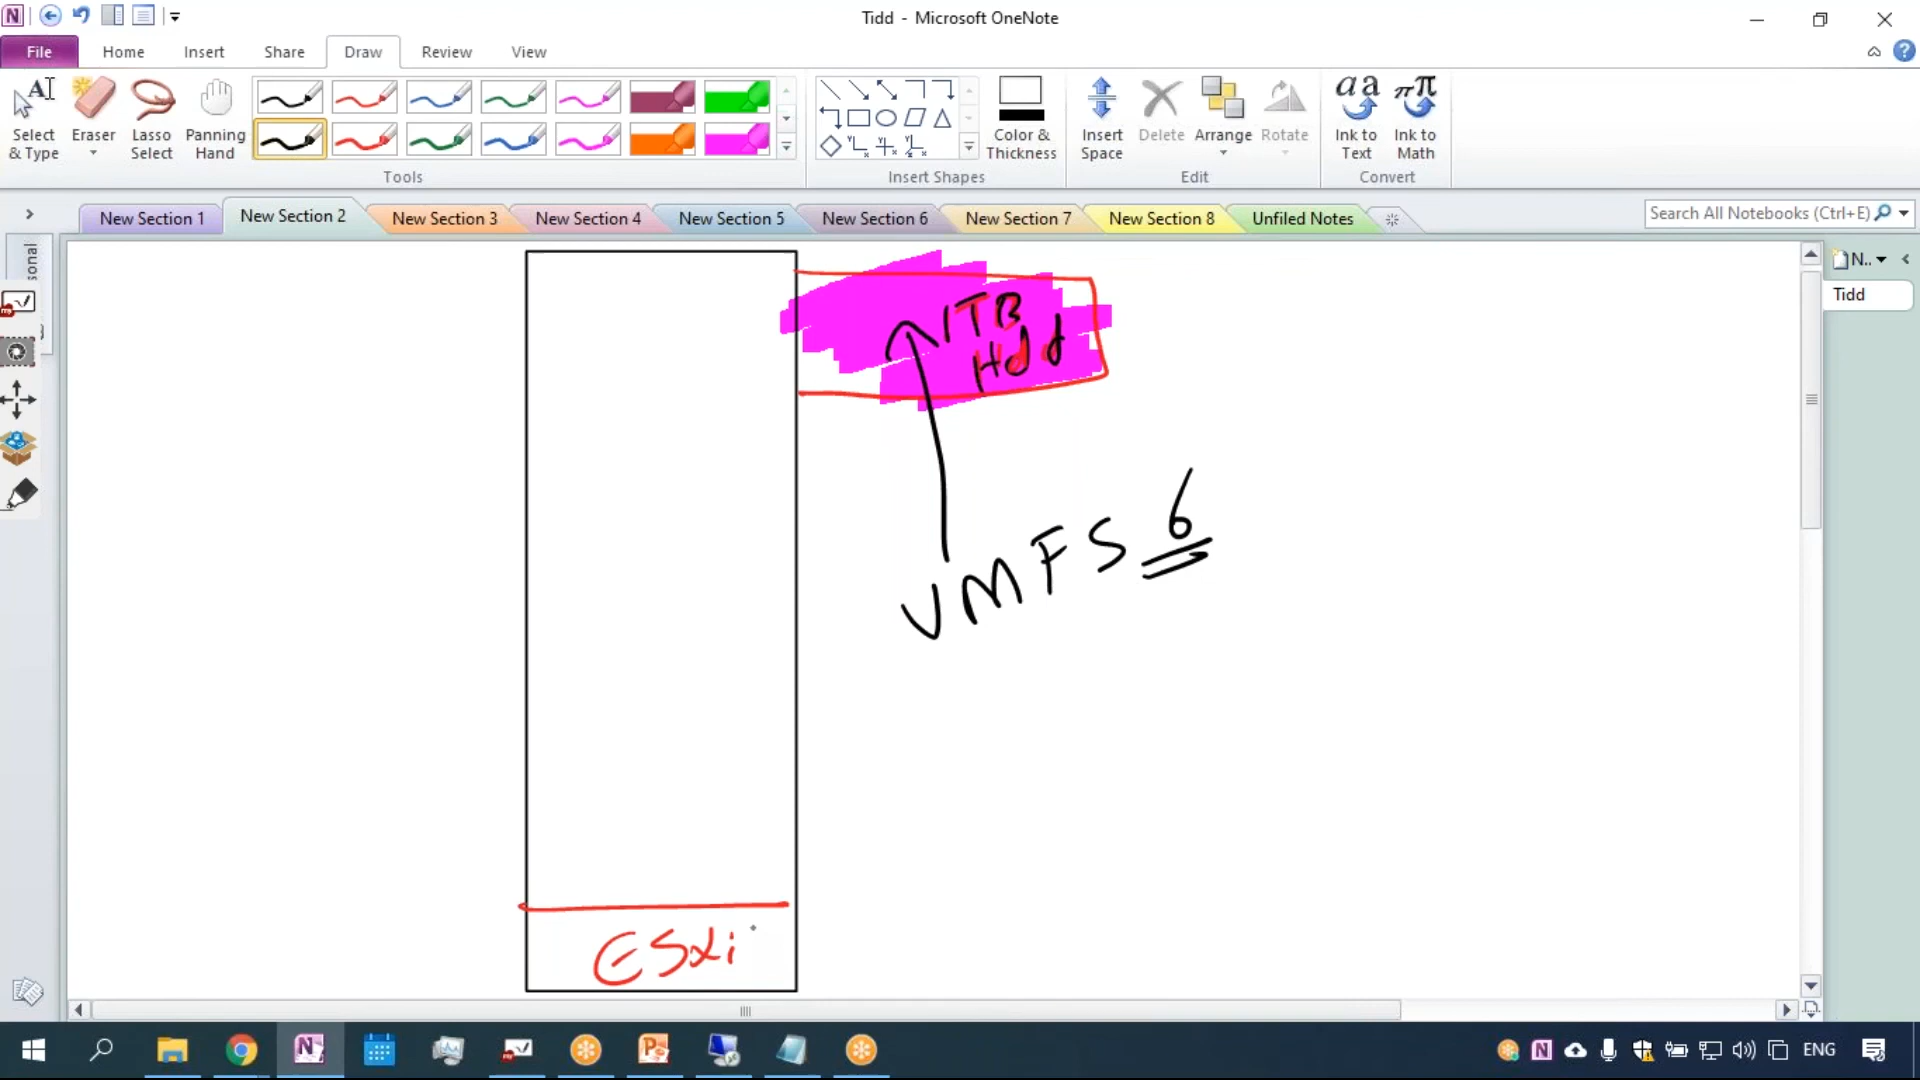 Tidd - Microsoft OneNote
File
Home
Insert
Share
Draw
Review
View
Select & Type
Eraser
Lasso Select
Panning Hand
Color & Thickness
Insert Space
Delete
Arrange
Rotate
Ink to Text
Ink to Math
Tools
Insert Shapes
Edit
Convert
New Section 1
New Section 2
New Section 3
New Section 4
New Section 5
New Section 6
New Section 7
New Section 8
Unfiled Notes
Search All Notebooks (Ctrl+E)
sonal
N..
Tidd
1TB
Hdd
VMFS 6
ESXi
ENG